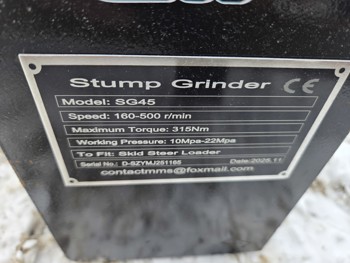 Stump Grinder CE
Model: SG45
Speed: 160-500 r/min
Maximum Torque: 315Nm
Working Pressure: 10Mpa-22Mpa
To Fit: Skid Steer Loader
Serial No.: D-SZYMJ251165 Date:2025.11
contactmms@foxmail.com